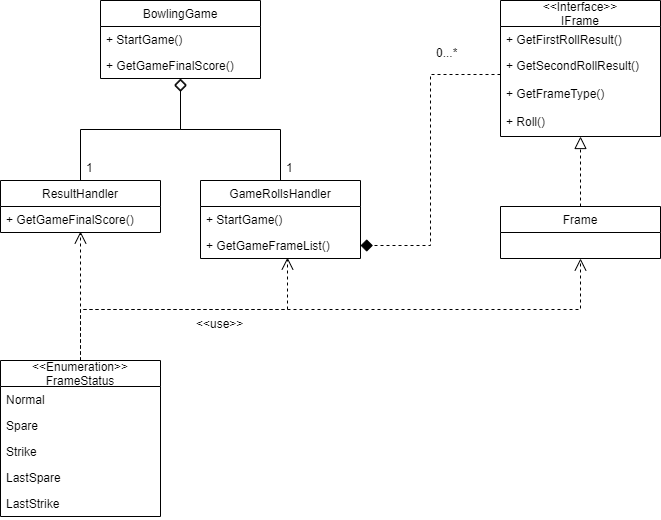 BowlingGame
+ StartGame()
+ GetGameFinalScore()
<<Interface>>
IFrame
+ GetFirstRollResult()
+ GetSecondRollResult()
+ GetFrameType()
+ Roll()
0...*
1
1
ResultHandler
+ GetGameFinalScore()
GameRollsHandler
+ StartGame()
+ GetGameFrameList()
Frame
<<use>>
<<Enumeration>>
FrameStatus
Normal
Spare
Strike
LastSpare
LastStrike